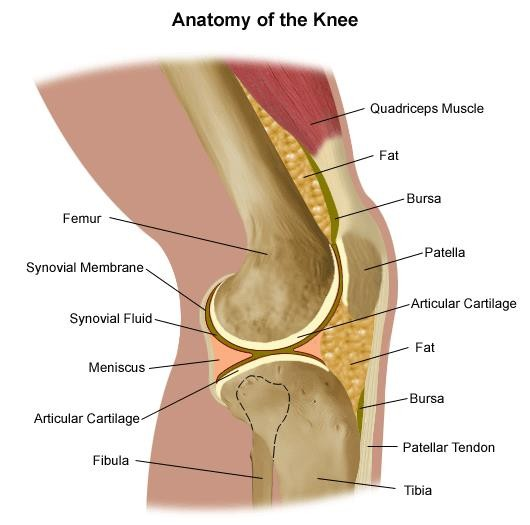 Anatomy of the Knee
Quadriceps Muscle
Fat
Bursa
Femur
Patella
Synovial Membrane
Articular Cartilage
Synovial Fluid
Fat
Meniscus
Bursa
Articular Cartilage
Patellar Tendon
Fibula
Tibia